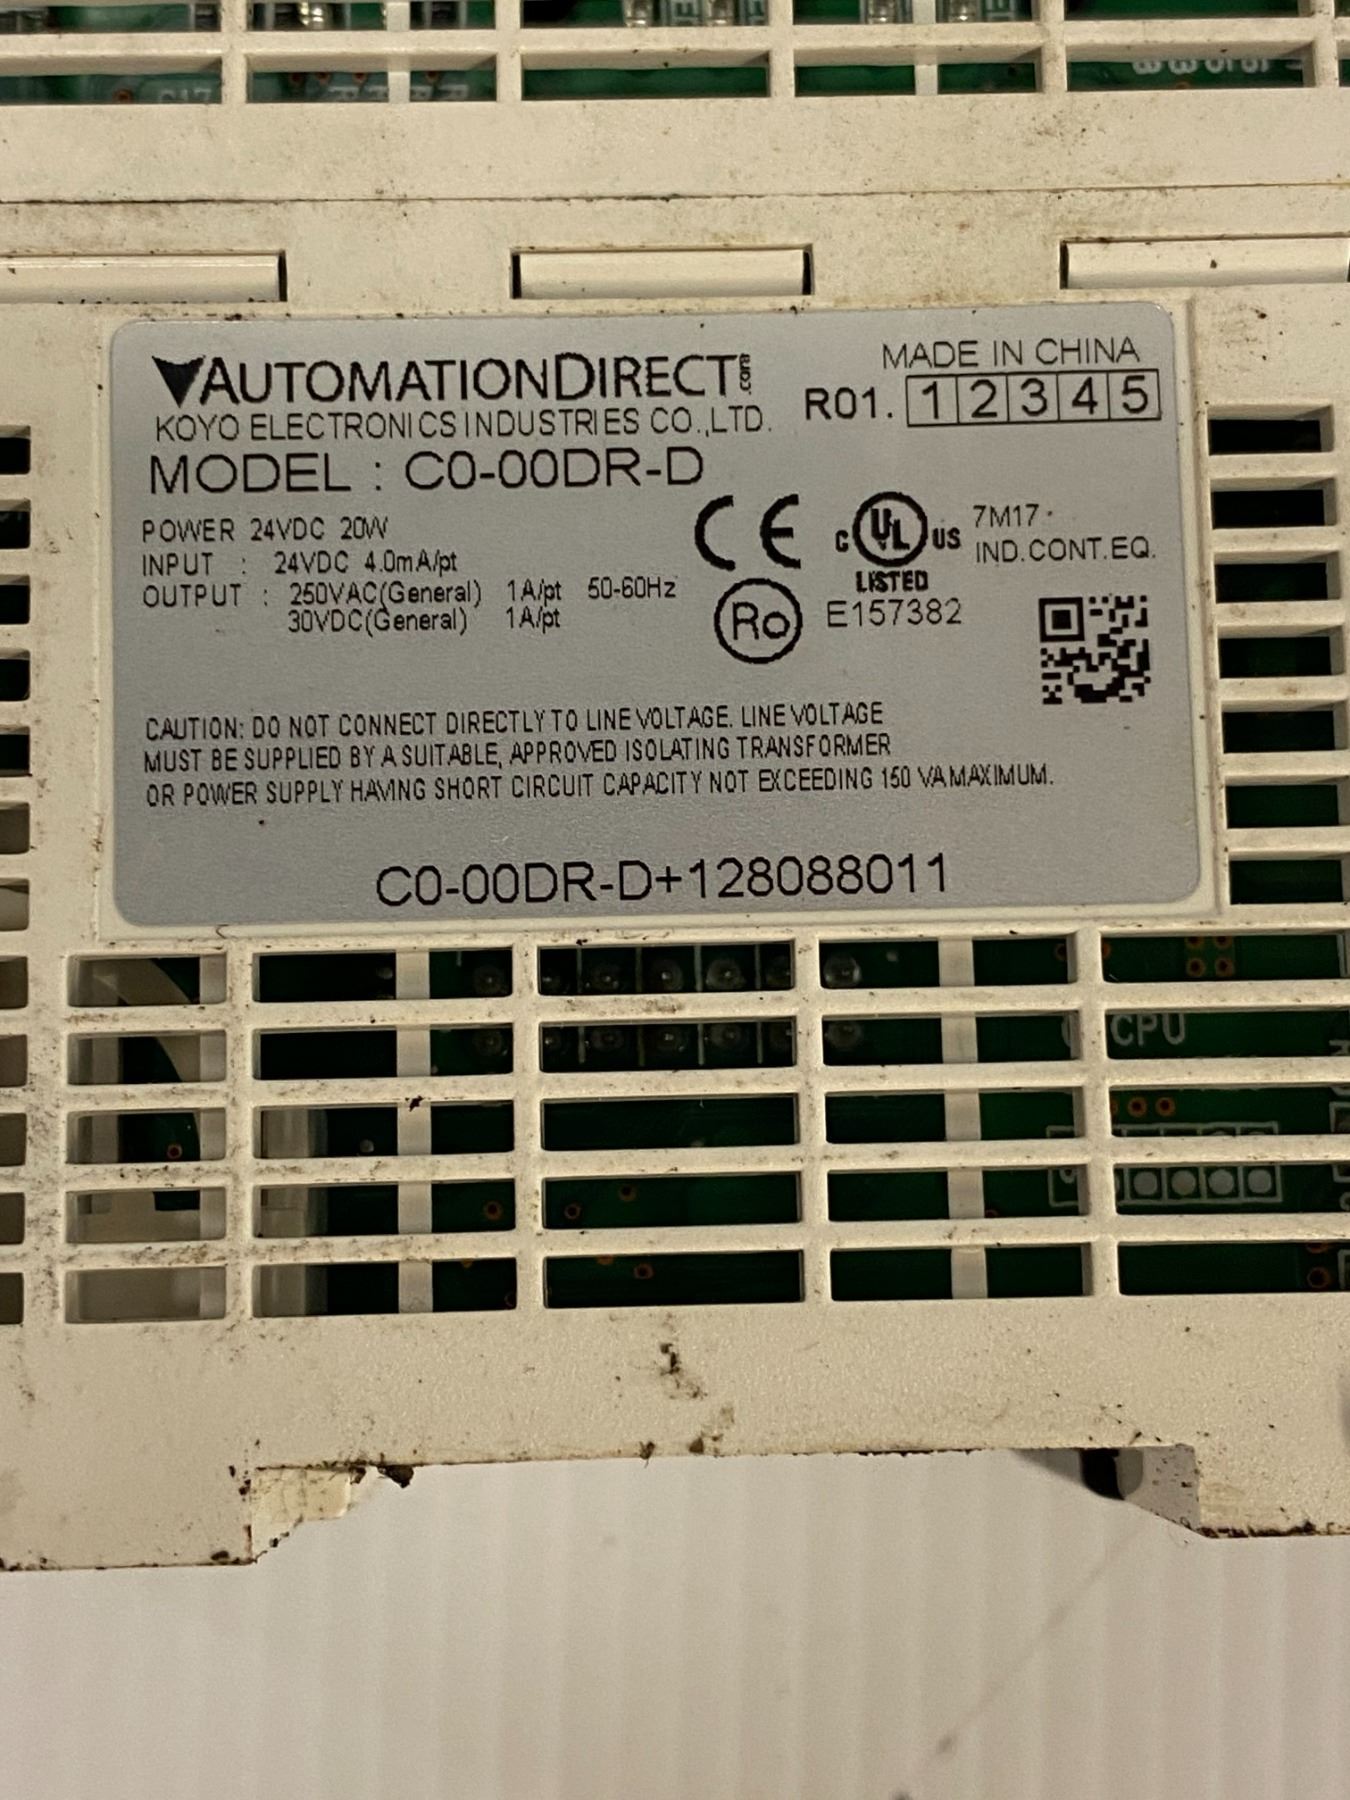 AUTOMATIONDIRECT.com
KOYO ELECTRONICS INDUSTRIES CO.,LTD.
MADE IN CHINA
R01. 1 2 3 4 5
MODEL : C0-00DR-D
POWER 24VDC 20W
INPUT : 24VDC 4.0mA/pt
OUTPUT : 250VAC(General) 1A/pt 50-60Hz
30VDC(General) 1A/pt
CE
C UL US
LISTED
E157382
7M17
IND.CONT.EQ.
Ro
CAUTION: DO NOT CONNECT DIRECTLY TO LINE VOLTAGE. LINE VOLTAGE
MUST BE SUPPLIED BY A SUITABLE, APPROVED ISOLATING TRANSFORMER
OR POWER SUPPLY HAVING SHORT CIRCUIT CAPACITY NOT EXCEEDING 150 VA MAXIMUM.
C0-00DR-D+128088011
CPU